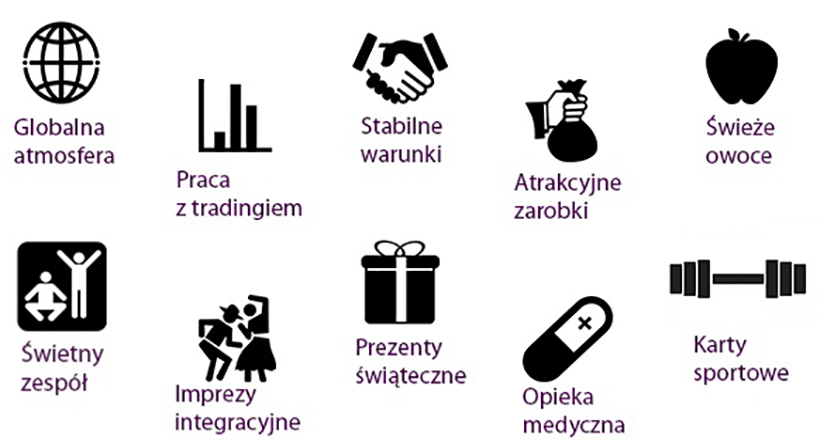 Globalna
atmosfera
Praca
z tradingiem
Stabilne
warunki
Atrakcyjne
zarobki
Świeże
owoce
Świetny
zespół
Imprezy
integracyjne
Prezenty
świąteczne
Opieka
medyczna
Karty
sportowe